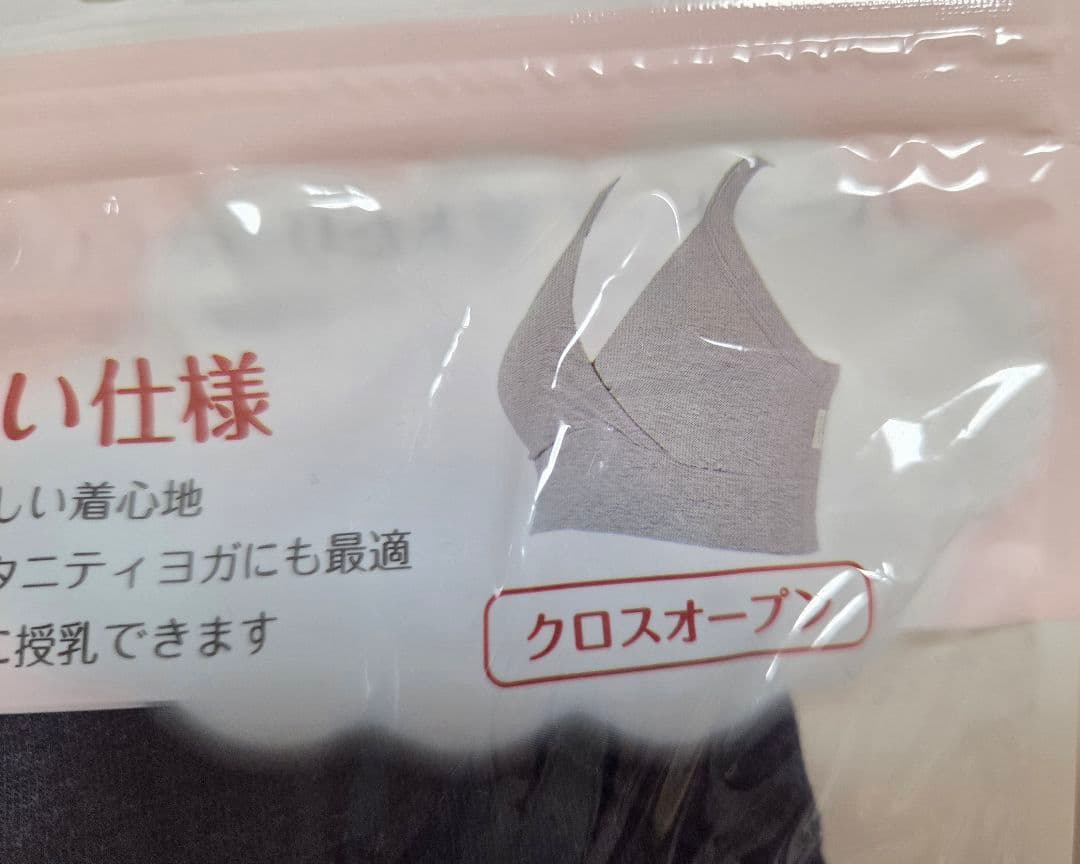 い仕様
しい着心地
タニティヨガにも最適
に授乳できます
クロスオープン